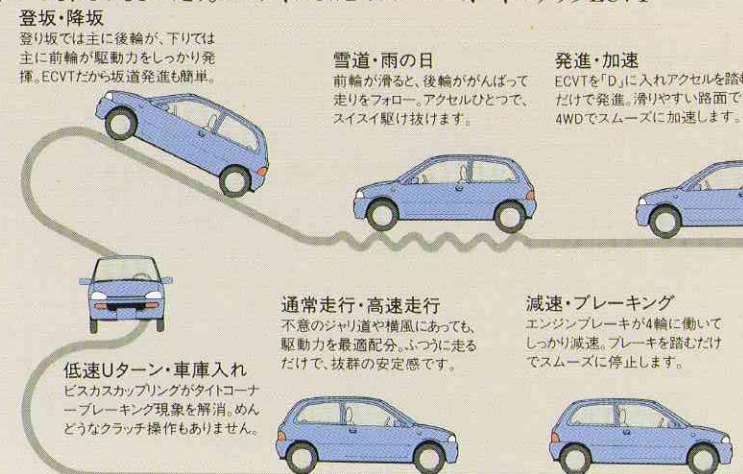 登坂・降坂
登り坂では主に後輪が、下りでは
主に前輪が駆動力をしっかり発
揮。ECVTだから坂道発進も簡単。
雪道・雨の日
前輪が滑ると、後輪ががんばって
走りをフォロー。アクセルひとつで、
スイスイ駆け抜けます。
発進・加速
ECVTを「D」に入れアクセルを踏む
だけで発進。滑りやすい路面で
4WDでスムーズに加速します。
低速Uターン・車庫入れ
ビスカスカップリングがタイトコーナ
ーブレーキング現象を解消。めん
どうなクラッチ操作もありません。
通常走行・高速走行
不意のジャリ道や横風にあっても、
駆動力を最適配分。ふつうに走る
だけで、抜群の安定感です。
減速・ブレーキング
エンジンブレーキが4輪に働いて
しっかり減速。ブレーキを踏むだけ
でスムーズに停止します。